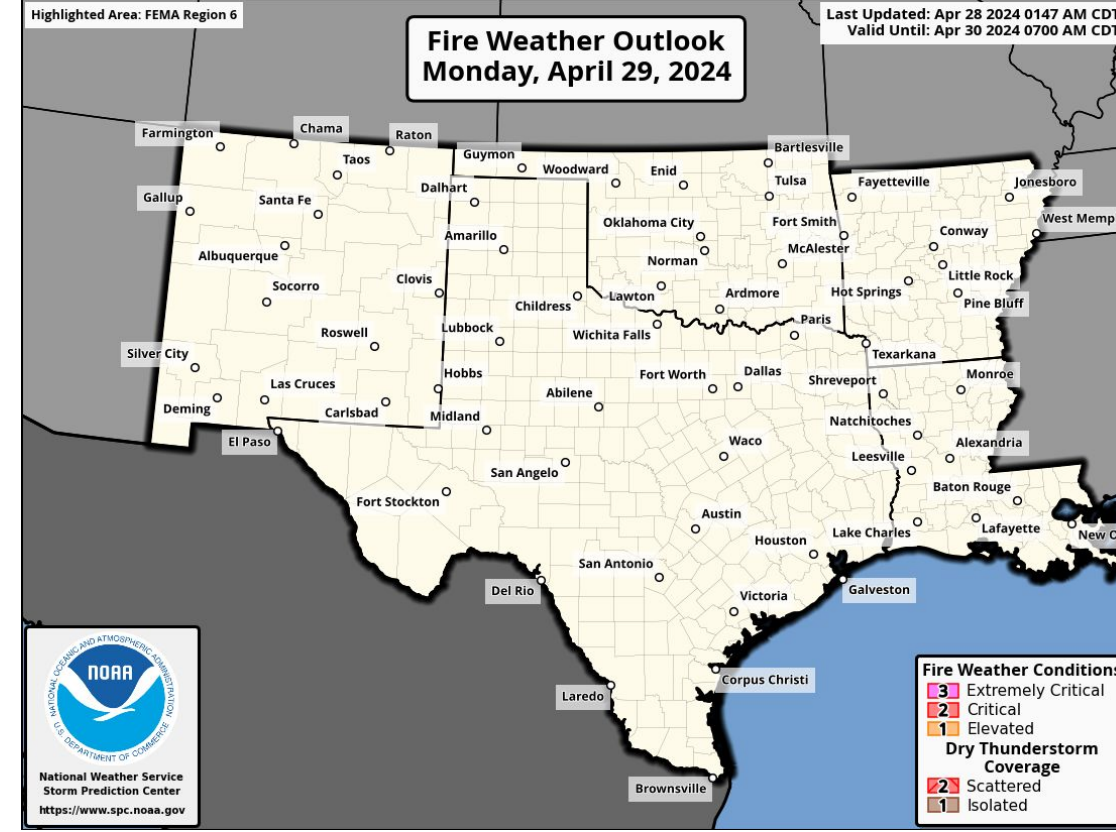 Highlighted Area: FEMA Region 6
Last Updated: Apr 28 2024 0147 AM CDT
Valid Until: Apr 30 2024 0700 AM CDT
Fire Weather Outlook
Monday, April 29, 2024
Farmington
Chama
Raton
Taos
Guymon
Woodward
Enid
Bartlesville
Tulsa
Fayetteville
Jonesboro
Gallup
Santa Fe
Dalhart
Oklahoma City
Fort Smith
West Memp
Albuquerque
Amarillo
Norman
McAlester
Conway
Little Rock
Socorro
Clovis
Childress
Lawton
Ardmore
Hot Springs
Pine Bluff
Roswell
Lubbock
Wichita Falls
Paris
Texarkana
Silver City
Las Cruces
Hobbs
Abilene
Fort Worth
Dallas
Shreveport
Monroe
Deming
Carlsbad
Midland
Natchitoches
El Paso
San Angelo
Waco
Leesville
Alexandria
Fort Stockton
Austin
Baton Rouge
Houston
Lake Charles
Lafayette
New O
Del Rio
San Antonio
Victoria
Galveston
Laredo
Corpus Christi
Brownsville
NATIONAL OCEANIC AND ATMOSPHERIC ADMINISTRATION
NOAA
U.S. DEPARTMENT OF COMMERCE
National Weather Service
Storm Prediction Center
https://www.spc.noaa.gov
Fire Weather Conditions
3 Extremely Critical
2 Critical
1 Elevated
Dry Thunderstorm
Coverage
2 Scattered
1 Isolated